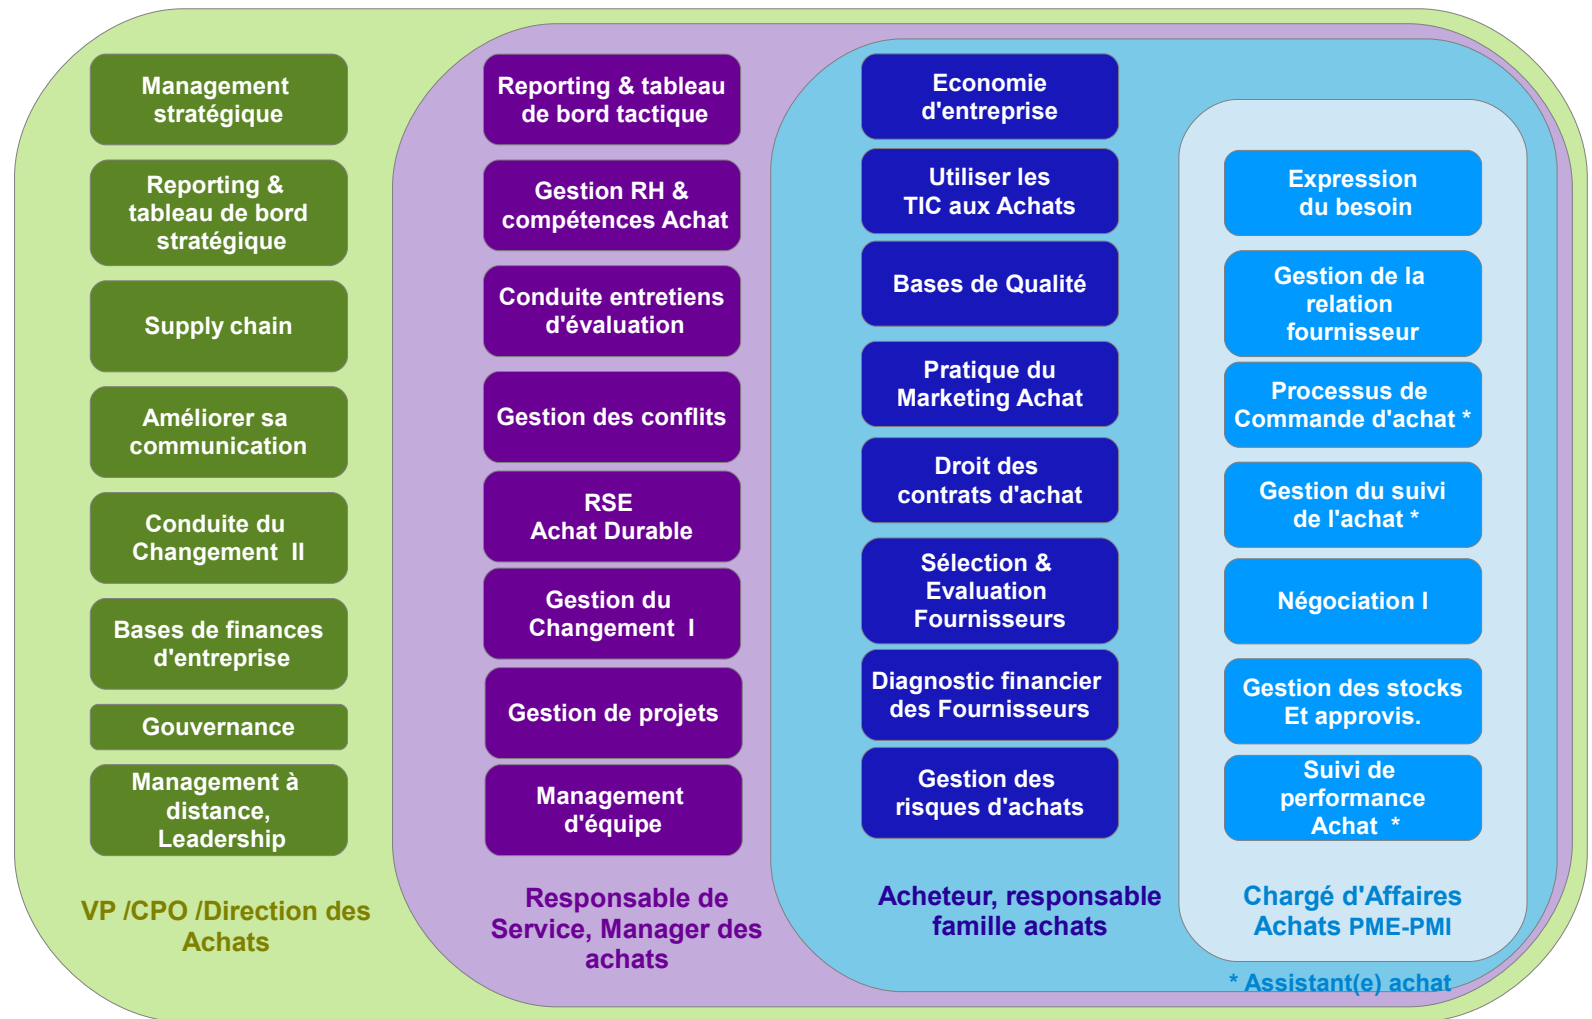 Management
stratégique
Reporting &
tableau de bord
stratégique
Supply chain
Améliorer sa
communication
Conduite du
Changement  II
Bases de finances
d'entreprise
Gouvernance
Management à
distance,
Leadership
VP /CPO /Direction des
Achats
Reporting & tableau
de bord tactique
Gestion RH &
compétences Achat
Conduite entretiens
d'évaluation
Gestion des conflits
RSE
Achat Durable
Gestion du
Changement  I
Gestion de projets
Management
d'équipe
Responsable de
Service, Manager des
achats
Economie
d'entreprise
Utiliser les
TIC aux Achats
Bases de Qualité
Pratique du
Marketing Achat
Droit des
contrats d'achat
Sélection &
Evaluation
Fournisseurs
Diagnostic financier
des Fournisseurs
Gestion des
risques d'achats
Acheteur, responsable
famille achats
Expression
du besoin
Gestion de la
relation
fournisseur
Processus de
Commande d'achat *
Gestion du suivi
de l'achat *
Négociation I
Gestion des stocks
Et approvis.
Suivi de
performance
Achat  *
Chargé d'Affaires
Achats PME-PMI
* Assistant(e) achat